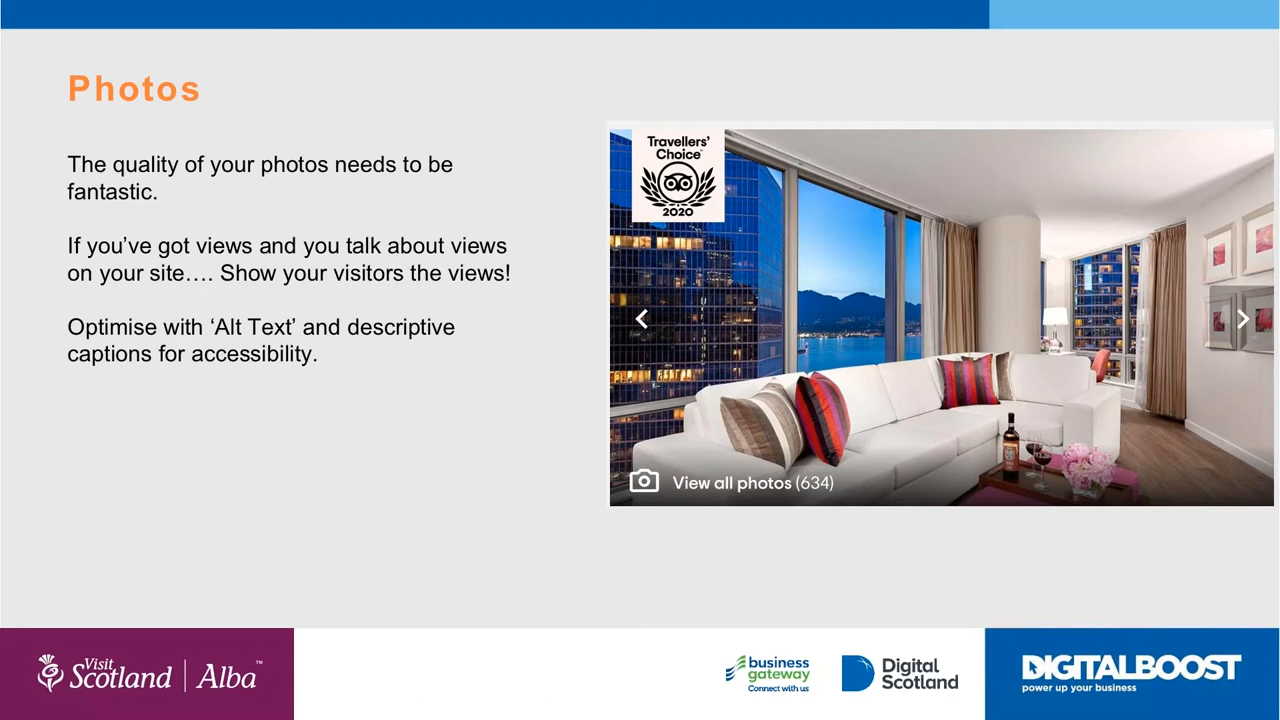 Photos
The quality of your photos needs to be
fantastic.
If you’ve got views and you talk about views
on your site…. Show your visitors the views!
Optimise with ‘Alt Text’ and descriptive
captions for accessibility.
Travellers’
Choice™
2020
View all photos (634)
Visit
Scotland | Alba™
business
gateway
Connect with us
Digital
Scotland
DIGITALBOOST
power up your business